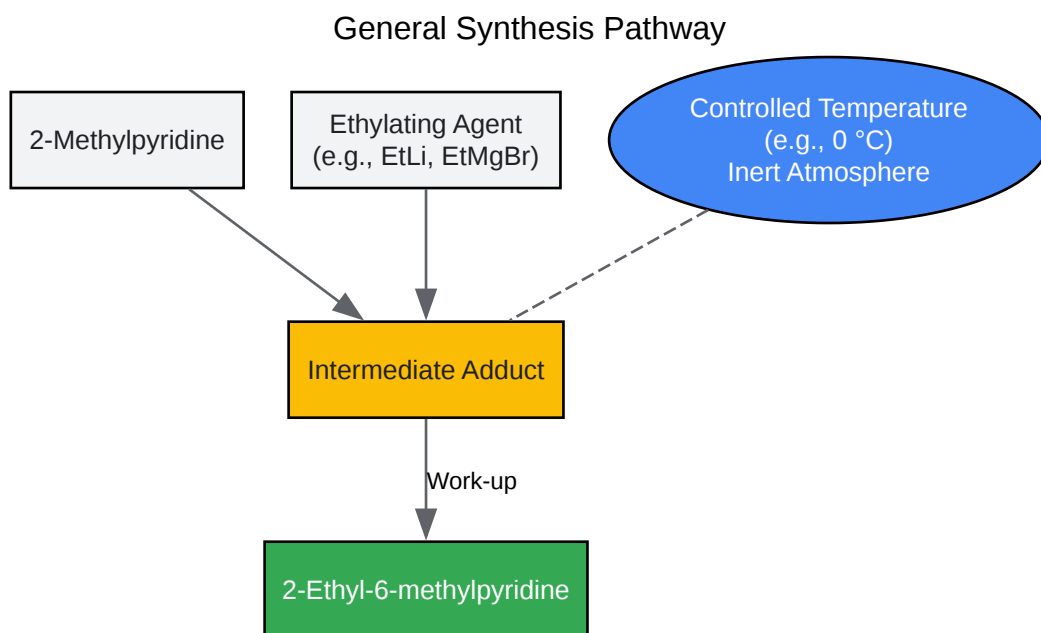 General Synthesis Pathway
2-Methylpyridine
Ethylating Agent
(e.g., EtLi, EtMgBr)
Controlled Temperature
(e.g., 0 °C)
Inert Atmosphere
Intermediate Adduct
Work-up
2-Ethyl-6-methylpyridine